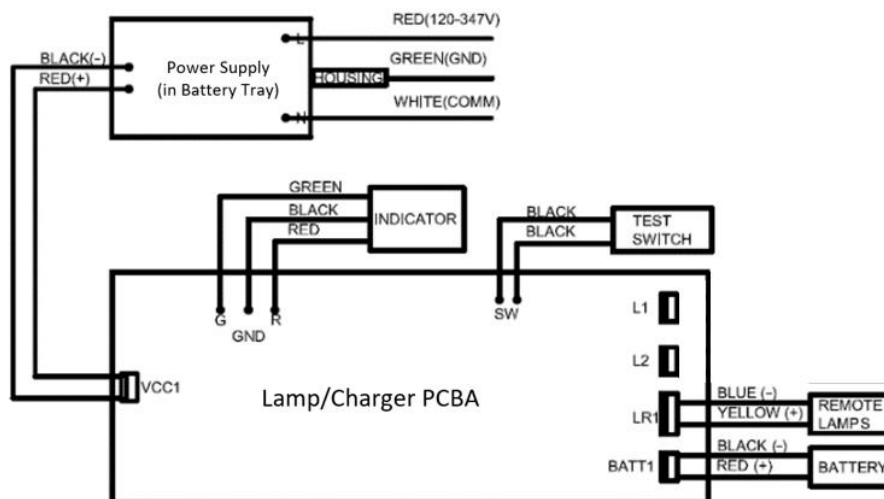 RED(120-347V)
BLACK(-)
RED(+)
Power Supply
(in Battery Tray)
L
GREEN(GND)
HOUSING
WHITE(COMM)
N
GREEN
BLACK
RED
INDICATOR
BLACK
BLACK
TEST
SWITCH
G
GND
R
SW
L1
L2
VCC1
Lamp/Charger PCBA
LR1
BLUE (-)
YELLOW (+)
REMOTE
LAMPS
BATT1
BLACK (-)
RED (+)
BATTERY